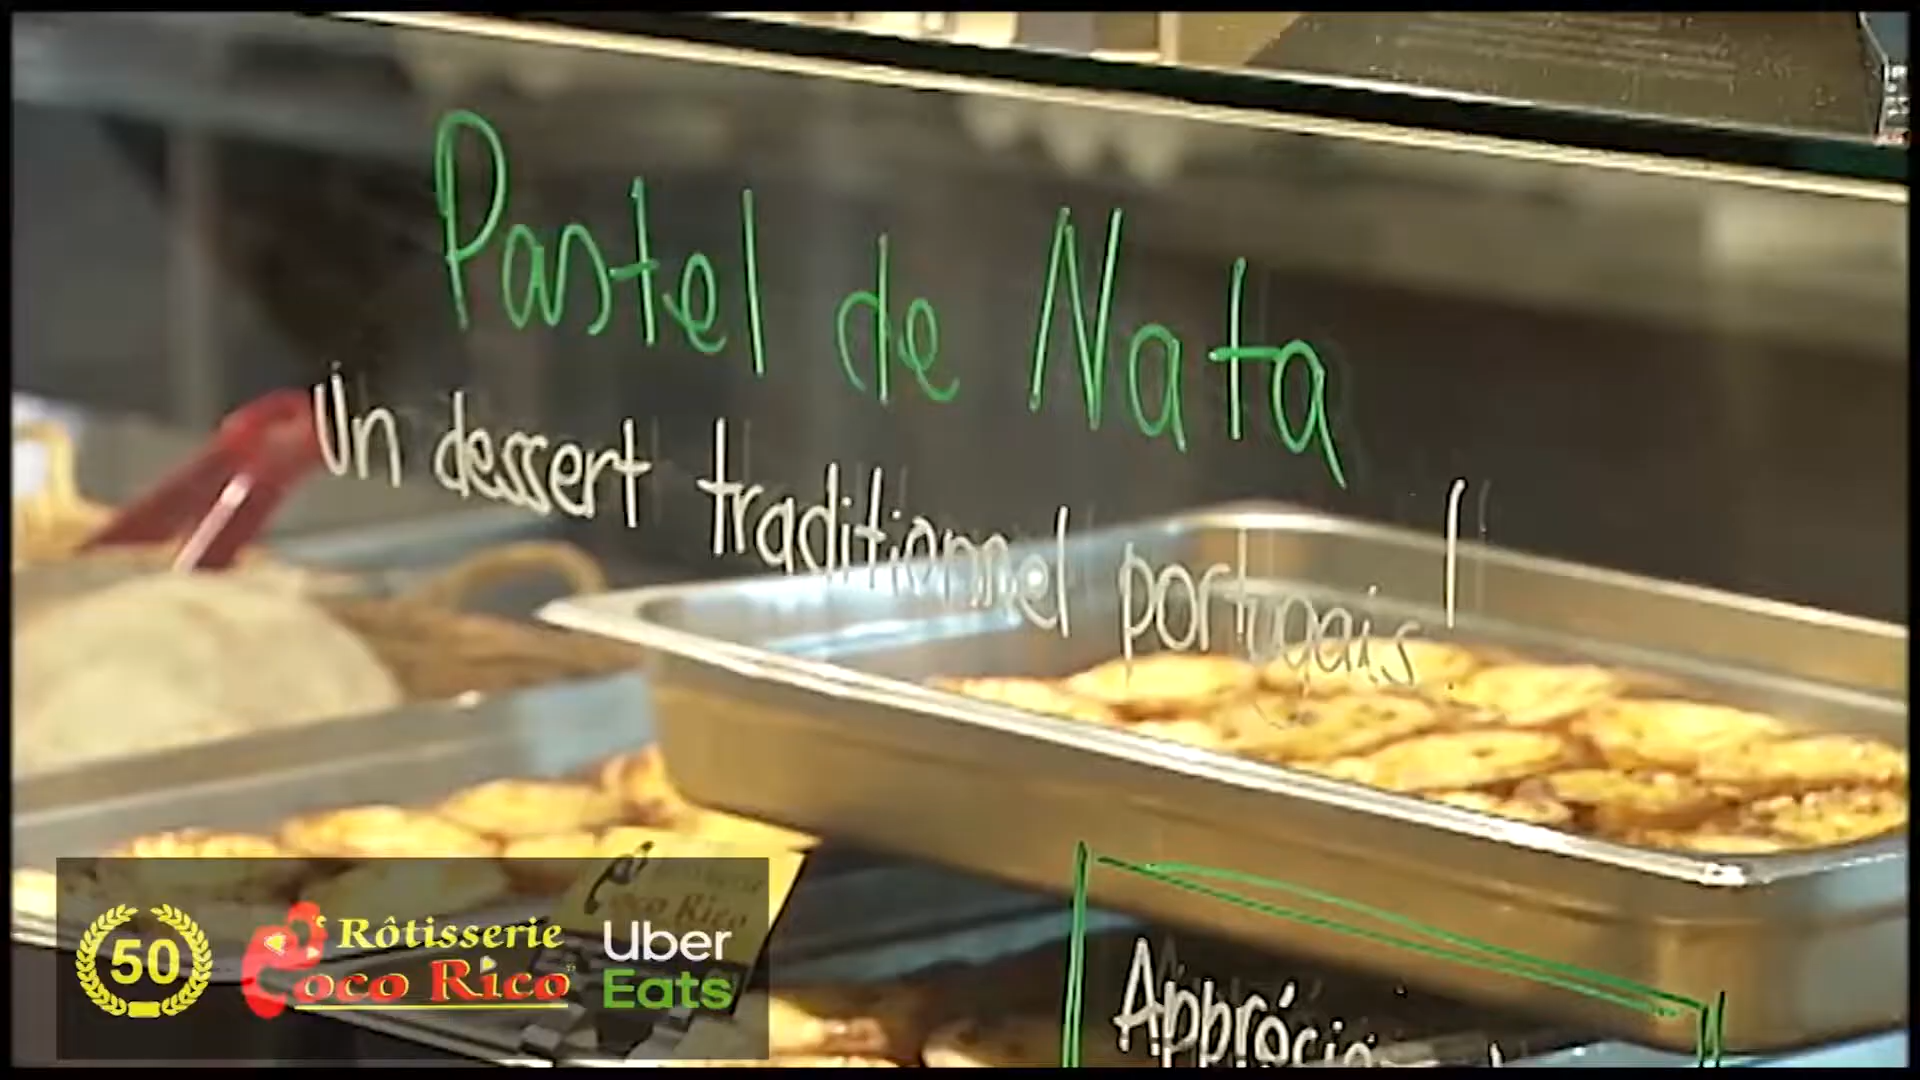 Pastel de Nata
Un dessert traditionnel portugais !
50
Rôtisserie
Coco Rico
Uber
Eats